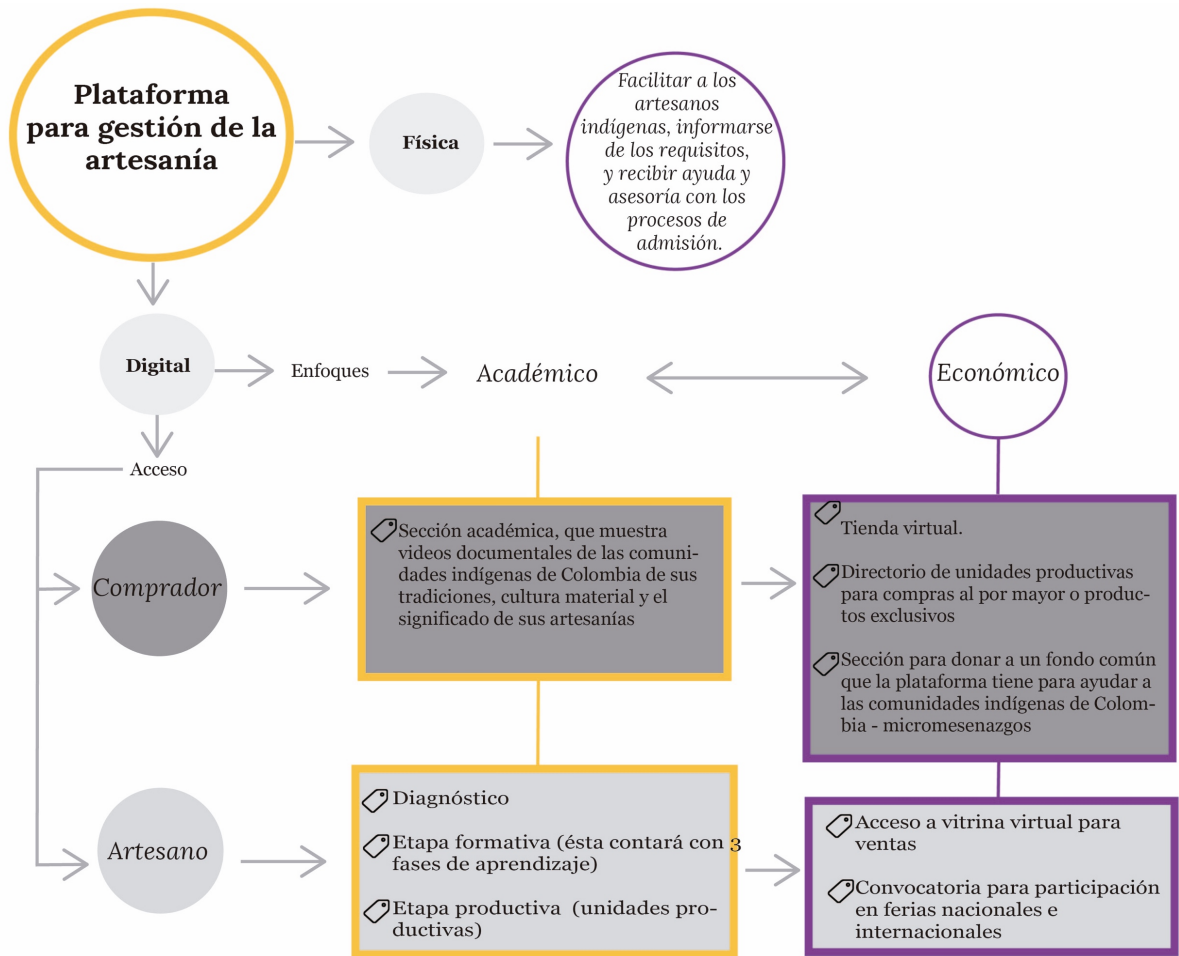 Plataforma
para gestión de la
artesanía
Física
Facilitar a los
artesanos
indígenas, informarse
de los requisitos,
y recibir ayuda y
asesoría con los
procesos de
admisión.
Digital
Enfoques
Académico
Económico
Acceso
Comprador
Sección académica, que muestra
videos documentales de las comuni-
dades indígenas de Colombia de sus
tradiciones, cultura material y el
significado de sus artesanías
Tienda virtual.
Directorio de unidades productivas
para compras al por mayor o produc-
tos exclusivos
Sección para donar a un fondo común
que la plataforma tiene para ayudar a
las comunidades indígenas de Colom-
bia - micromesenazgos
Artesano
Diagnóstico
Etapa formativa (ésta contará con 3
fases de aprendizaje)
Etapa productiva (unidades pro-
ductivas)
Acceso a vitrina virtual para
ventas
Convocatoria para participación
en ferias nacionales e
internacionales